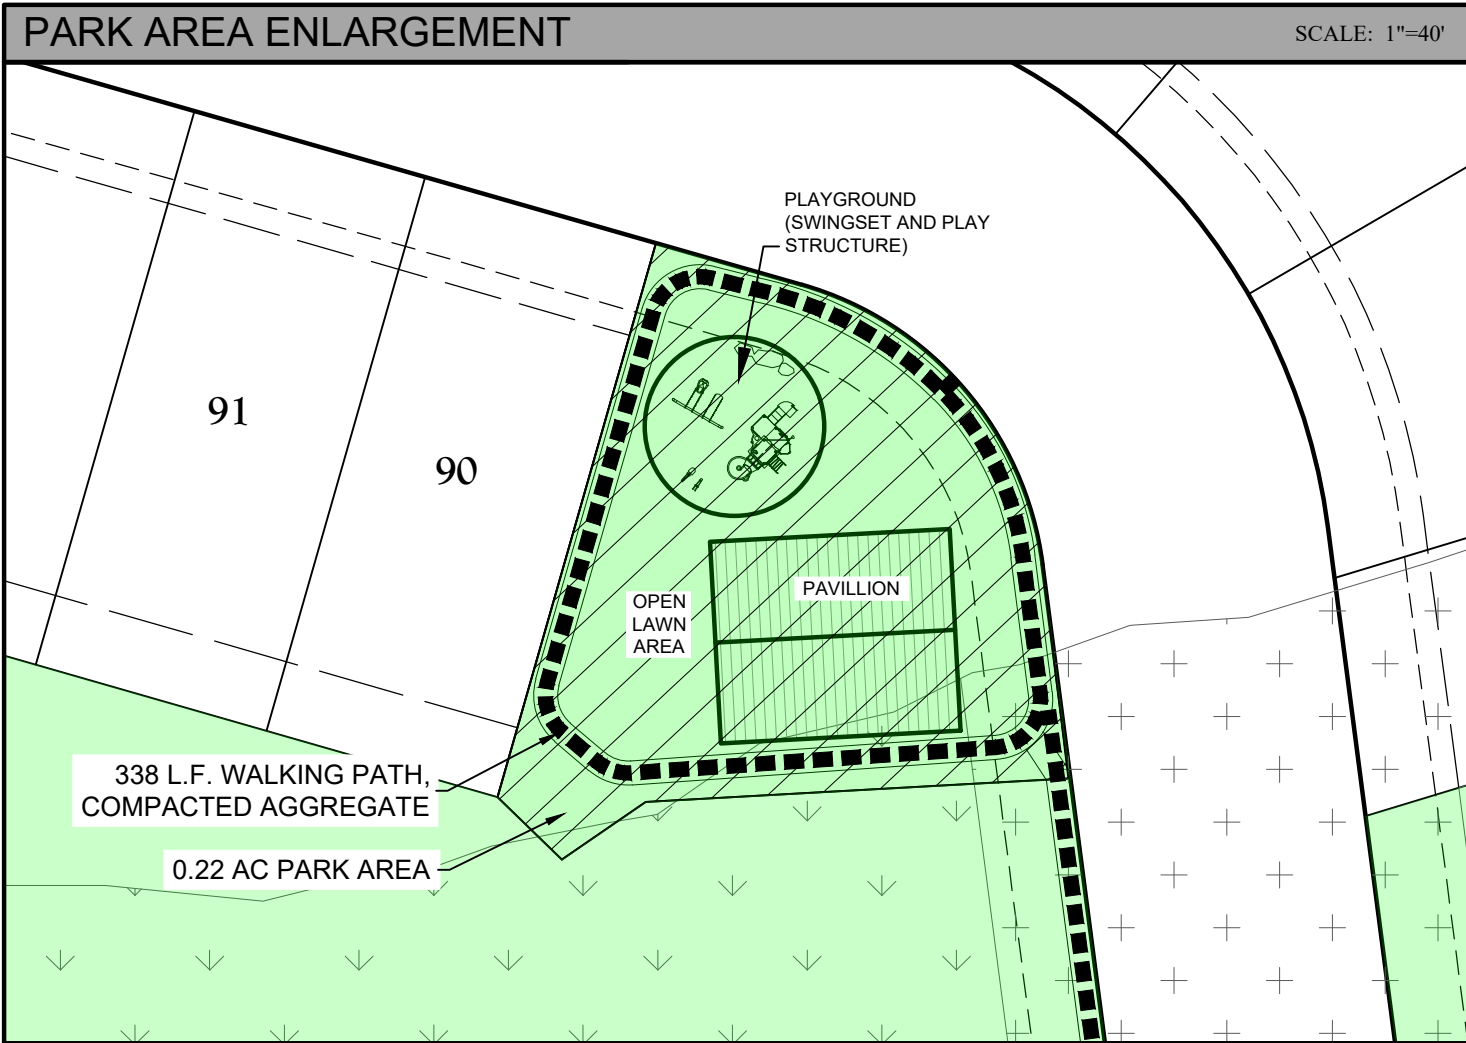 PARK AREA ENLARGEMENT
SCALE: 1"=40'
PLAYGROUND
(SWINGSET AND PLAY
STRUCTURE)
91
90
PAVILLION
OPEN
LAWN
AREA
338 L.F. WALKING PATH,
COMPACTED AGGREGATE
0.22 AC PARK AREA